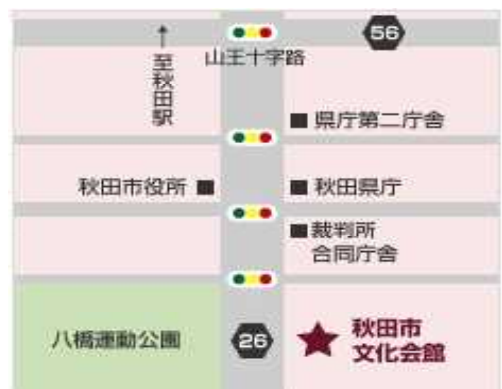 56
山王十字路
↑至秋田駅
県庁第二庁舎
秋田市役所
秋田県庁
裁判所
合同庁舎
八橋運動公園
26
秋田市
文化会館